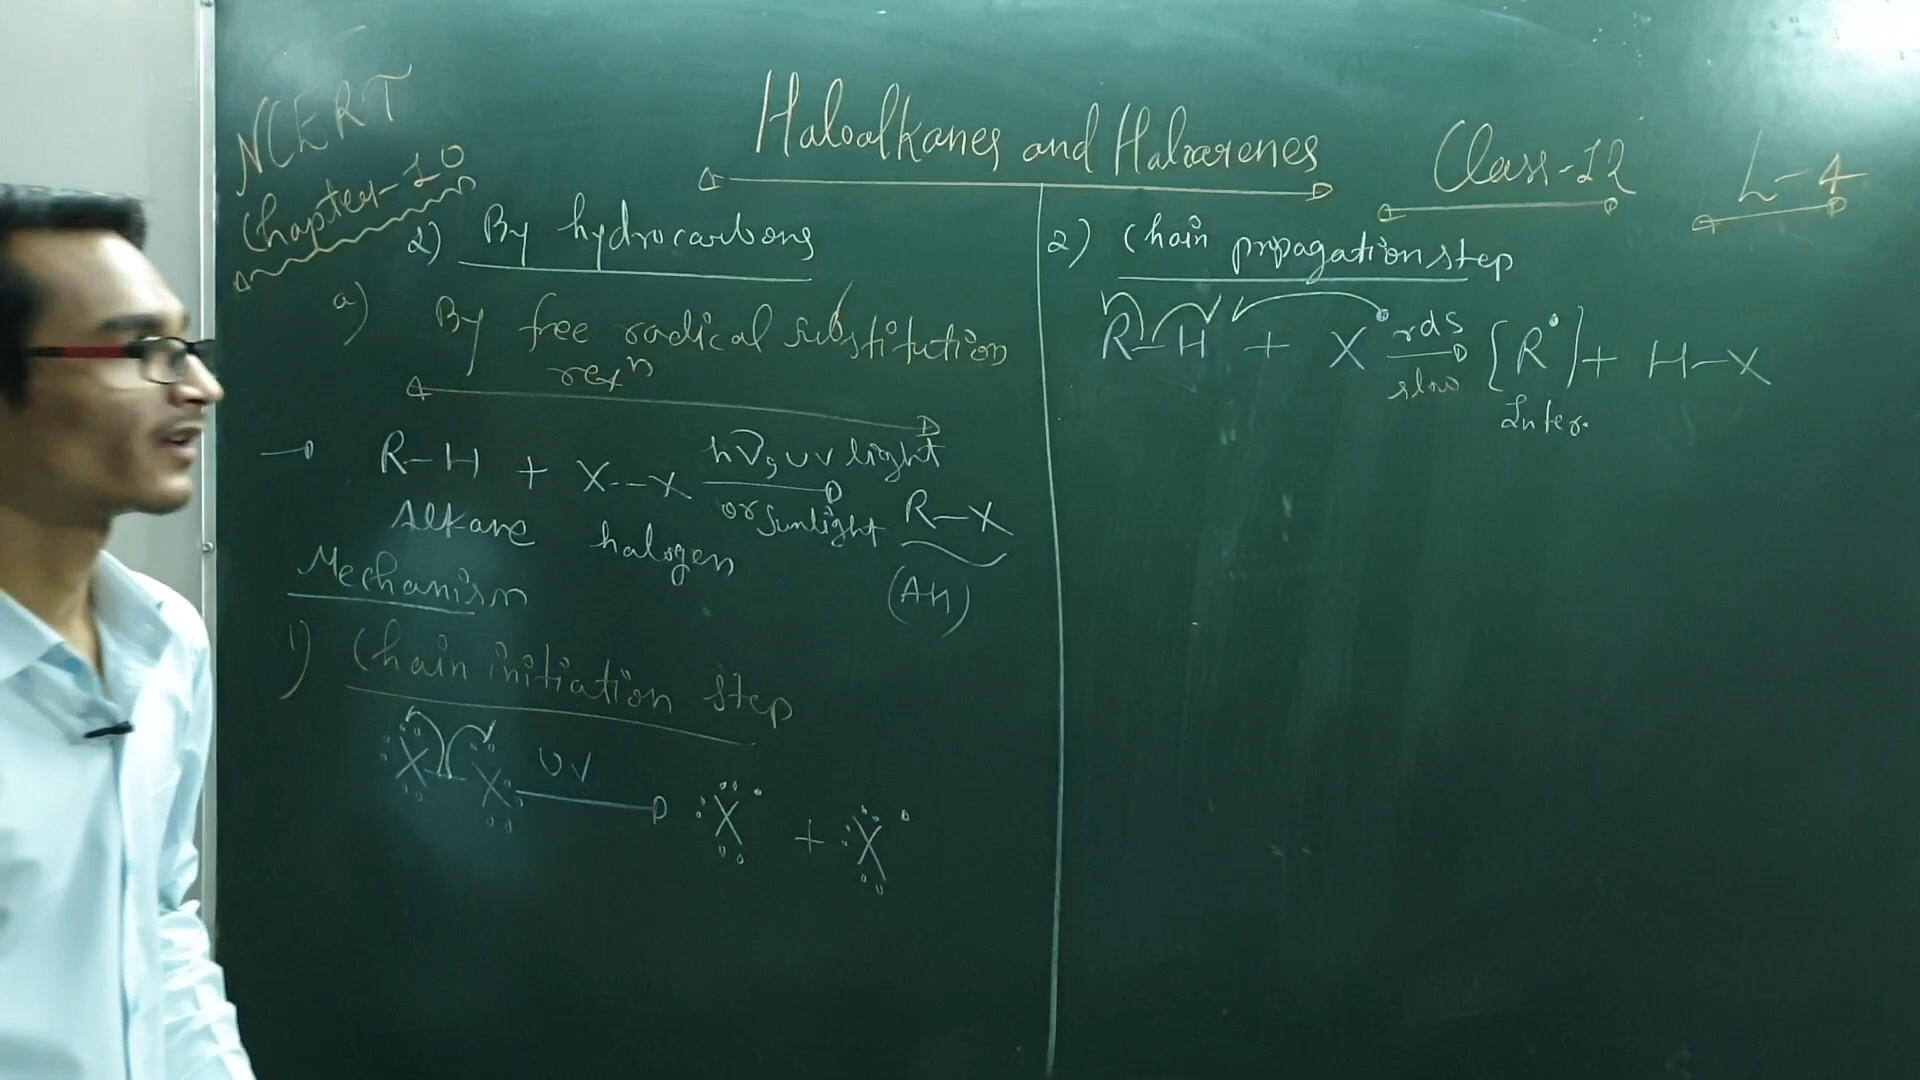 NCERT
Chapter-10
Haloalkanes and Haloarenes
Class-12
L-4
2) By hydrocarbons
a) By free radical substitution
rexn
R-H + X-X hν, uv light
or sunlight R-X
Alkane halogen
(AH)
Mechanism
1) Chain initiation step
X-X UV X• + X•
2) Chain propagation step
R-H + X• rds [R•] + H-X
slow
Inter.